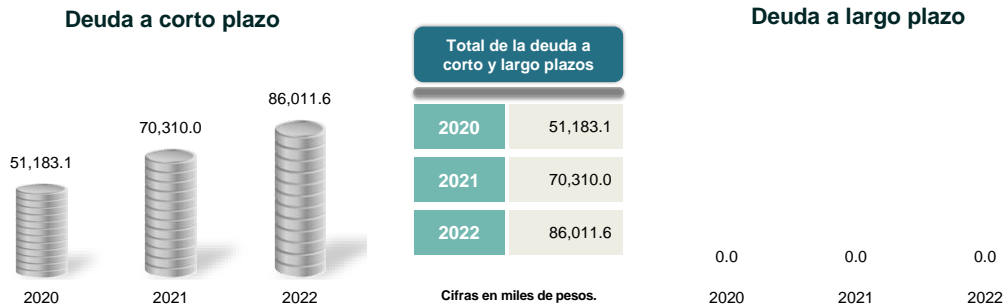 Deuda a corto plazo
86,011.6
70,310.0
51,183.1
2020 2021 2022
Total de la deuda a
corto y largo plazos
2020 51,183.1
2021 70,310.0
2022 86,011.6
Cifras en miles de pesos.
Deuda a largo plazo
0.0 0.0 0.0
2020 2021 2022